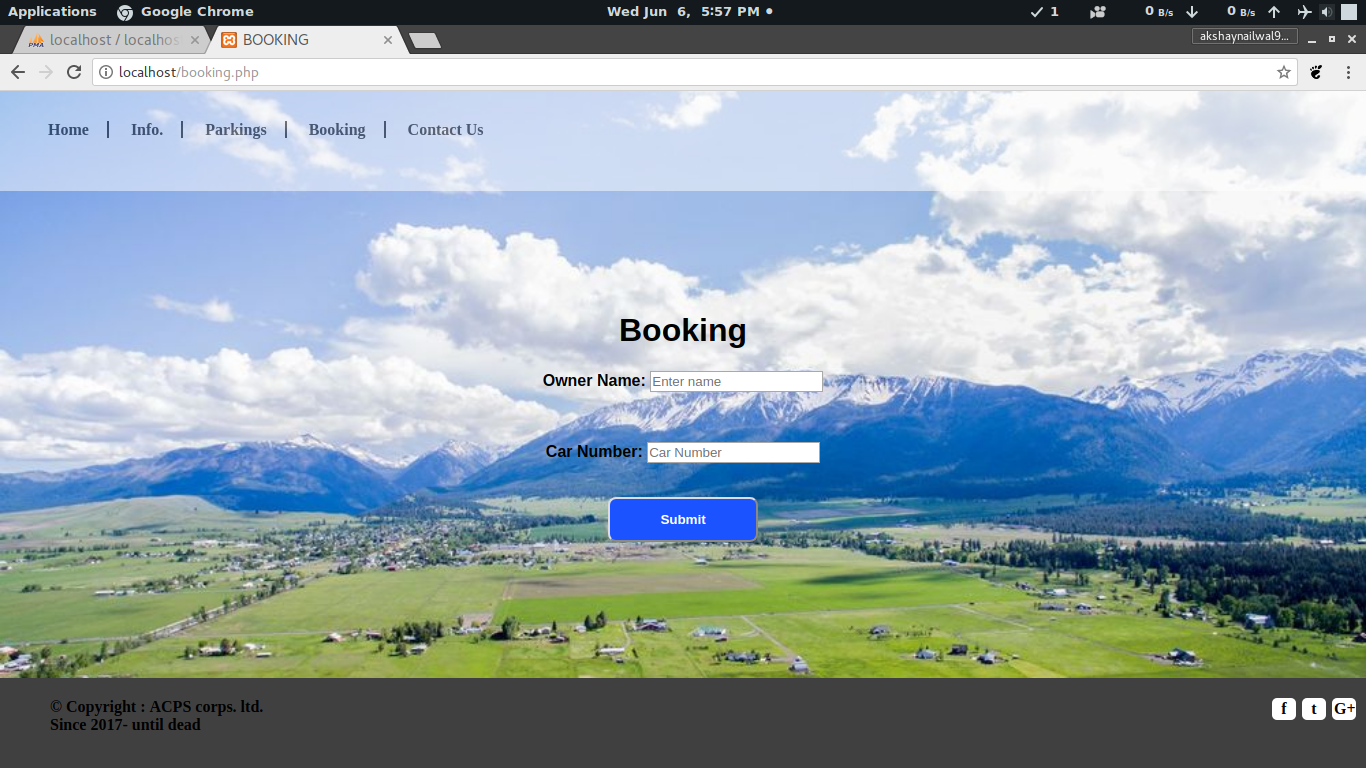 Applications Google Chrome Wed Jun 6, 5:57 PM 1 0 B/s 0 B/s
PMA localhost / localhos BOOKING akshaynailwal9...
localhost/booking.php
Home Info. Parkings Booking Contact Us
Booking
Owner Name: Enter name
Car Number: Car Number
Submit
© Copyright : ACPS corps. ltd. f t G+
Since 2017- until dead